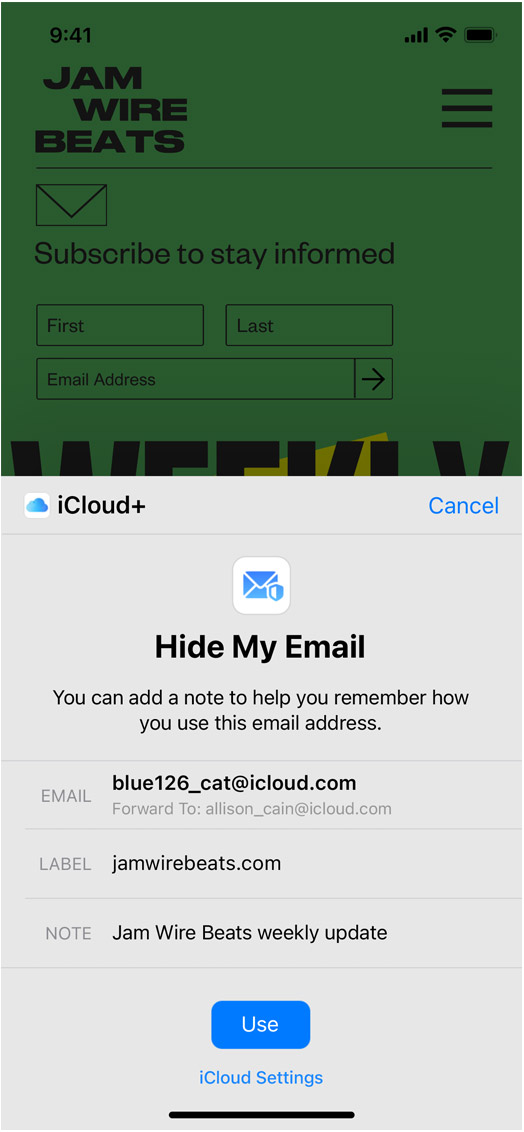 9:41
JAM
WIRE
BEATS
Subscribe to stay informed
First
Last
Email Address
WEEKLY
iCloud+
Cancel
Hide My Email
You can add a note to help you remember how
you use this email address.
EMAIL
blue126_cat@icloud.com
Forward To: allison_cain@icloud.com
LABEL
jamwirebeats.com
NOTE
Jam Wire Beats weekly update
Use
iCloud Settings